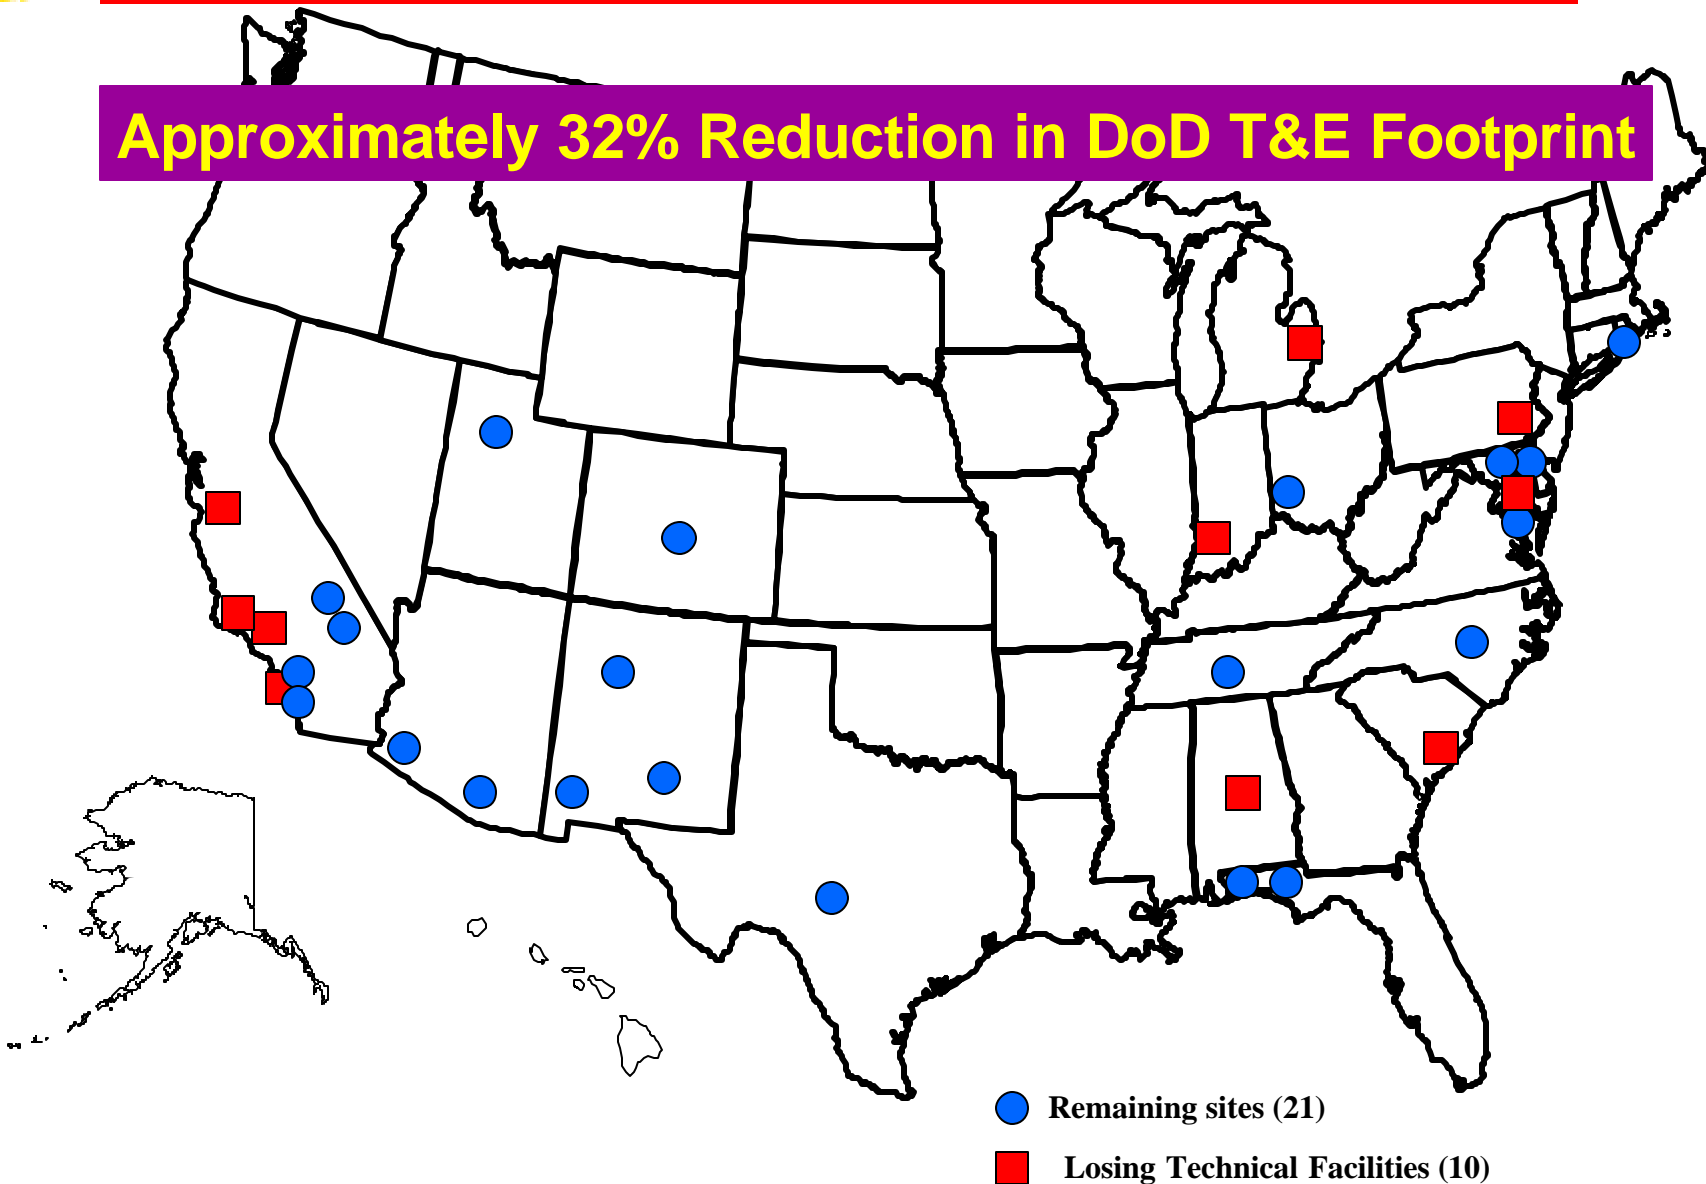 Approximately 32% Reduction in DoD T&E Footprint
Remaining sites (21)
Losing Technical Facilities (10)